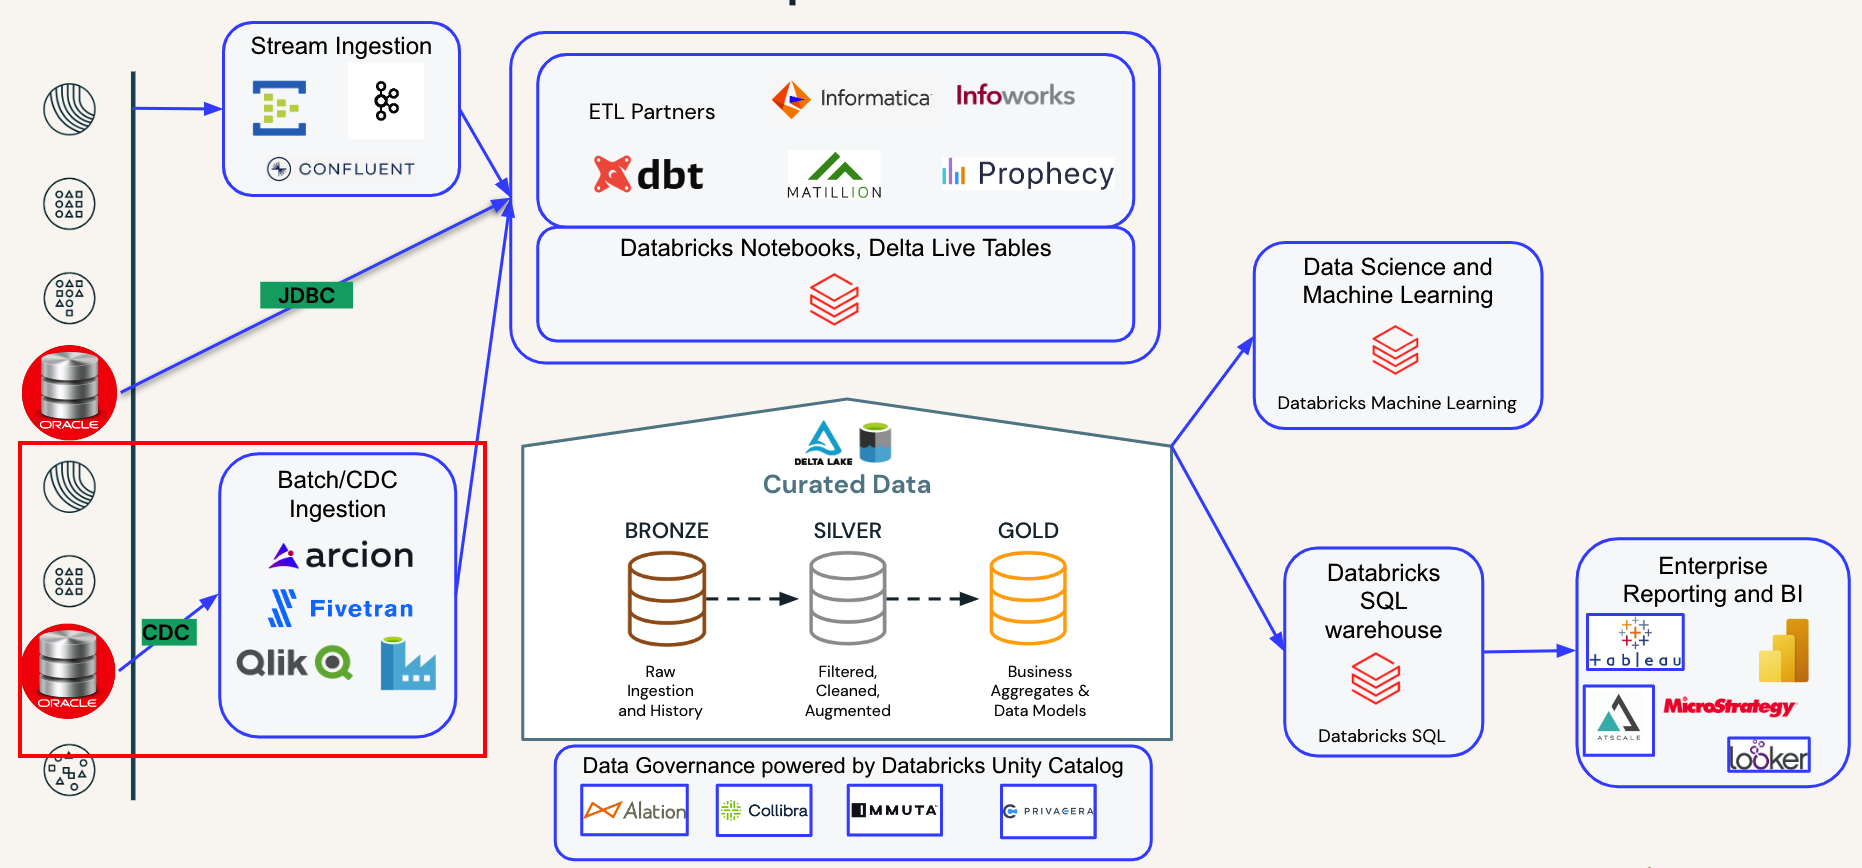 Stream Ingestion
CONFLUENT
ETL Partners
Informatica
Infoworks
dbt
MATILLION
Prophecy
Databricks Notebooks, Delta Live Tables
JDBC
ORACLE
Batch/CDC
Ingestion
arcion
Fivetran
Qlik
CDC
ORACLE
DELTA LAKE
Curated Data
BRONZE
SILVER
GOLD
Raw
Ingestion
and History
Filtered,
Cleaned,
Augmented
Business
Aggregates &
Data Models
Data Governance powered by Databricks Unity Catalog
Alation
Collibra
IMMUTA
PRIVACERA
Data Science and
Machine Learning
Databricks Machine Learning
Databricks
SQL
warehouse
Databricks SQL
Enterprise
Reporting and BI
+ableau
ATSCALE
MicroStrategy
looker